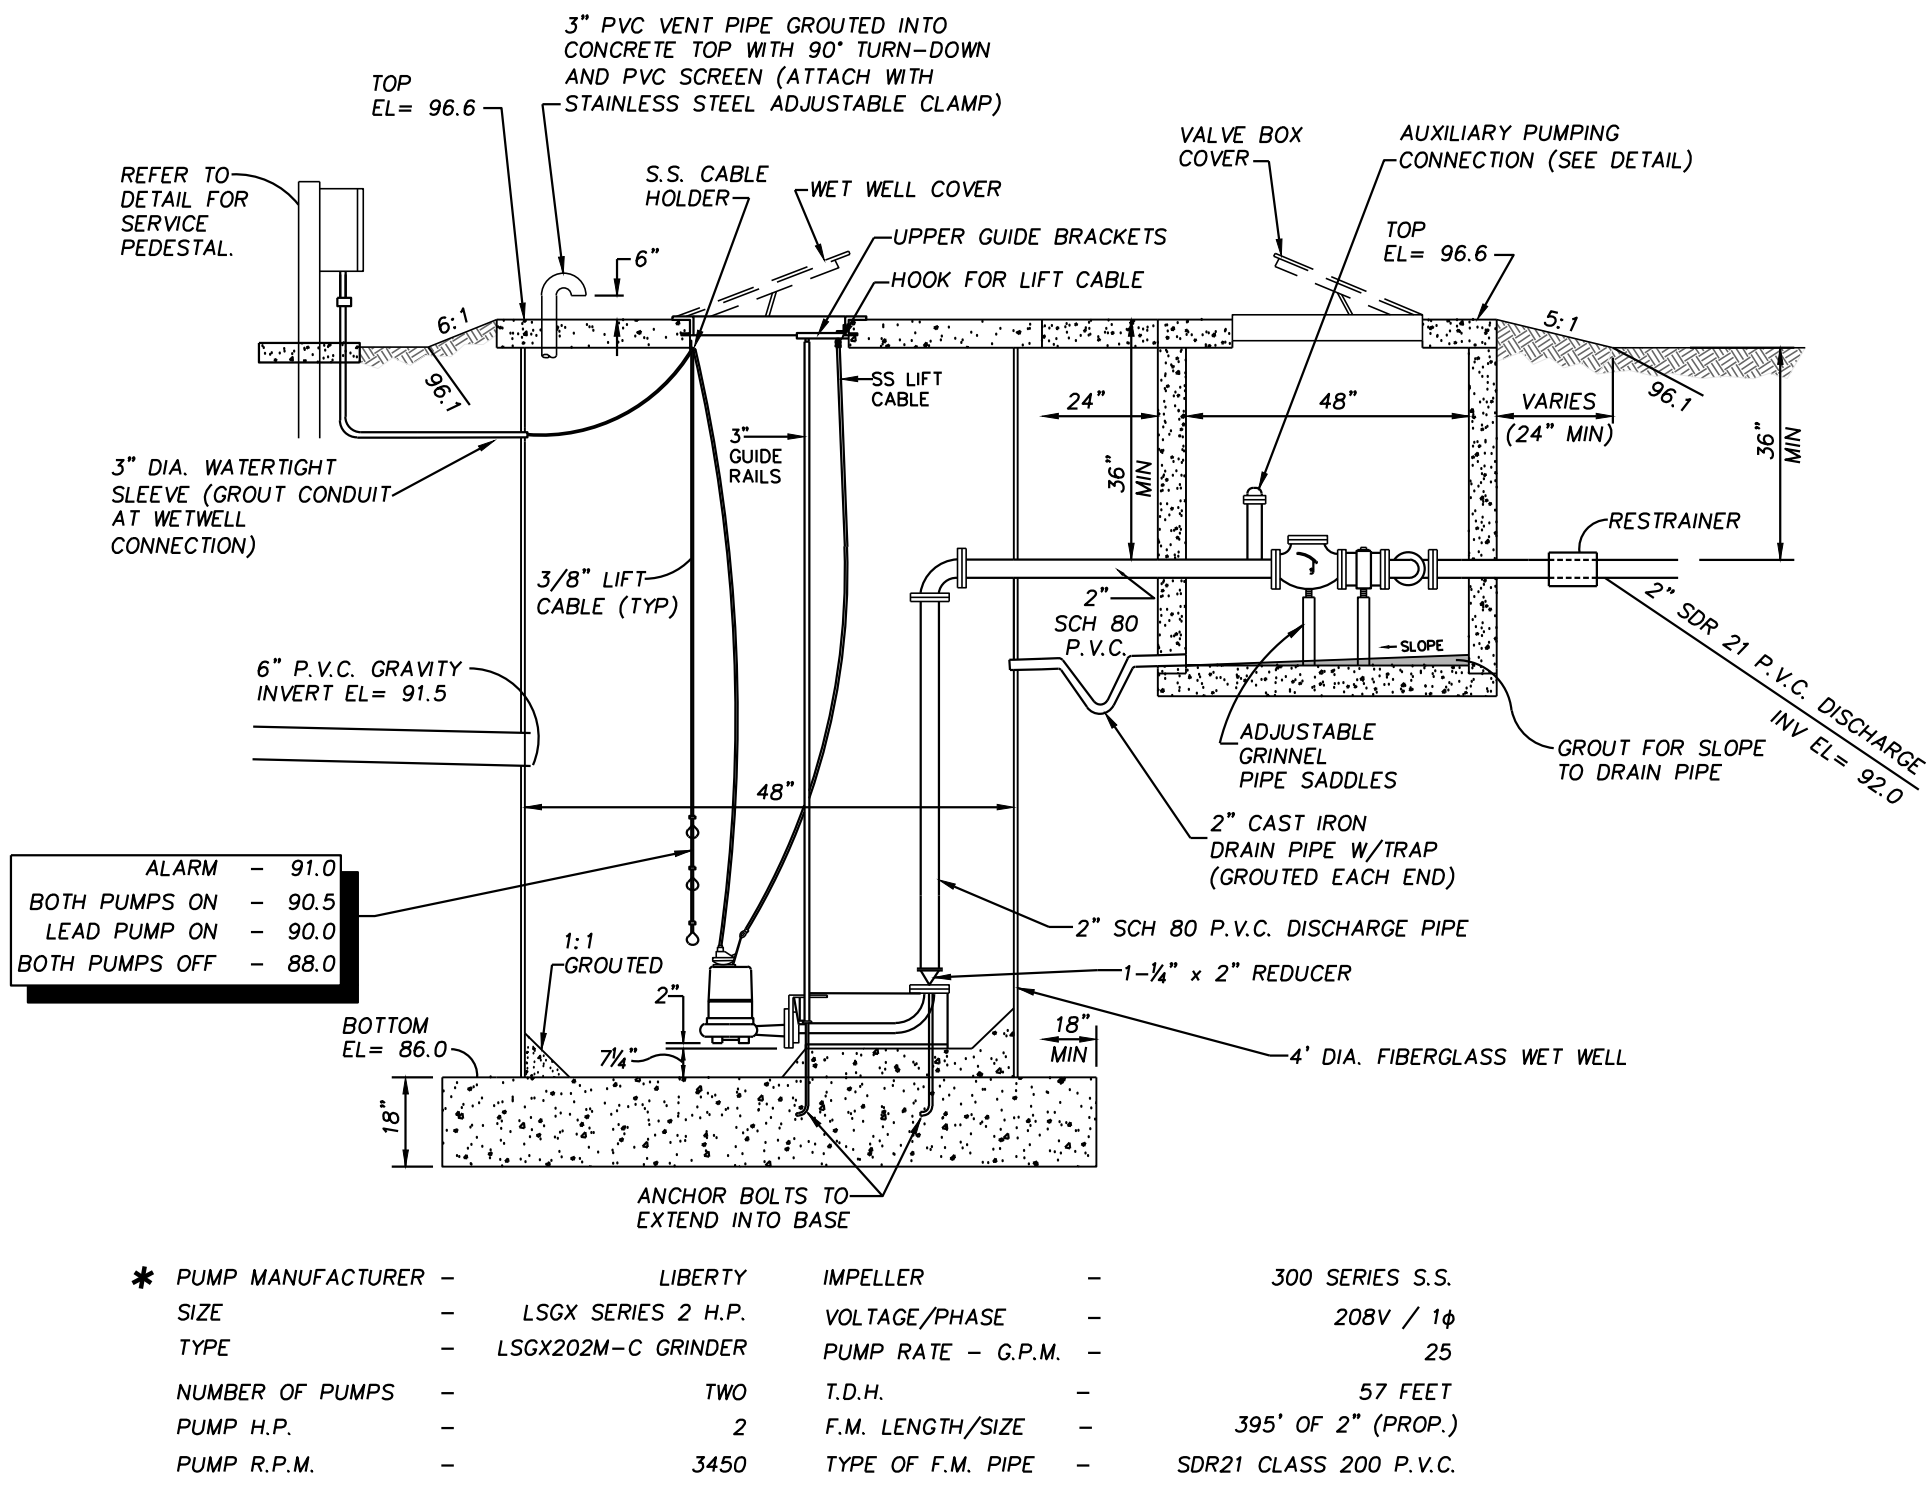 3" PVC VENT PIPE GROUTED INTO
CONCRETE TOP WITH 90° TURN-DOWN
AND PVC SCREEN (ATTACH WITH
STAINLESS STEEL ADJUSTABLE CLAMP)
TOP
EL= 96.6
REFER TO
DETAIL FOR
SERVICE
PEDESTAL.
S.S. CABLE
HOLDER
WET WELL COVER
UPPER GUIDE BRACKETS
HOOK FOR LIFT CABLE
VALVE BOX
COVER
AUXILIARY PUMPING
CONNECTION (SEE DETAIL)
TOP
EL= 96.6
6"
6:1
96.1
5:1
96.1
SS LIFT
CABLE
3"
GUIDE
RAILS
24"
48"
VARIES
(24" MIN)
36"
MIN
36"
MIN
3" DIA. WATERTIGHT
SLEEVE (GROUT CONDUIT
AT WETWELL
CONNECTION)
3/8" LIFT
CABLE (TYP)
RESTRAINER
2"
SCH 80
P.V.C.
SLOPE
2" SDR 21 P.V.C. DISCHARGE
INV EL= 92.0
6" P.V.C. GRAVITY
INVERT EL= 91.5
ADJUSTABLE
GRINNEL
PIPE SADDLES
GROUT FOR SLOPE
TO DRAIN PIPE
48"
2" CAST IRON
DRAIN PIPE W/TRAP
(GROUTED EACH END)
ALARM - 91.0
BOTH PUMPS ON - 90.5
LEAD PUMP ON - 90.0
BOTH PUMPS OFF - 88.0
1:1
GROUTED
2" SCH 80 P.V.C. DISCHARGE PIPE
1-¼" x 2" REDUCER
2"
7¼"
BOTTOM
EL= 86.0
18"
MIN
4' DIA. FIBERGLASS WET WELL
18"
ANCHOR BOLTS TO
EXTEND INTO BASE
* PUMP MANUFACTURER - LIBERTY IMPELLER - 300 SERIES S.S.
SIZE - LSGX SERIES 2 H.P. VOLTAGE/PHASE - 208V / 1ϕ
TYPE - LSGX202M-C GRINDER PUMP RATE - G.P.M. - 25
NUMBER OF PUMPS - TWO T.D.H. - 57 FEET
PUMP H.P. - 2 F.M. LENGTH/SIZE - 395' OF 2" (PROP.)
PUMP R.P.M. - 3450 TYPE OF F.M. PIPE - SDR21 CLASS 200 P.V.C.